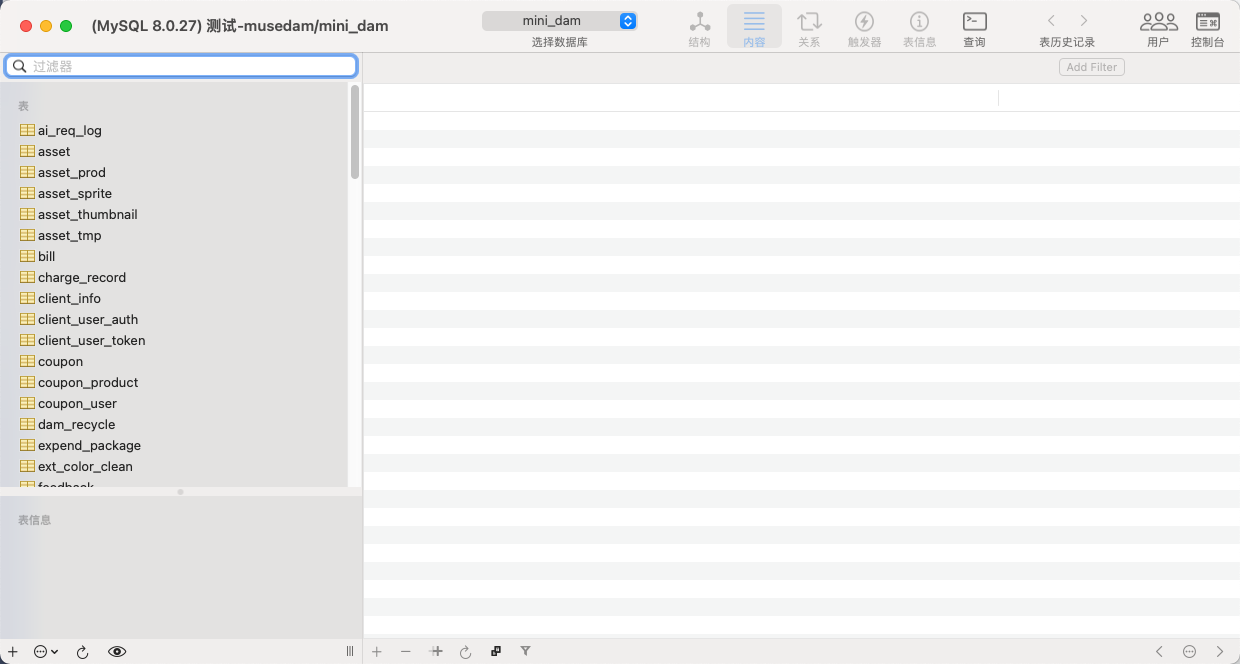 (MySQL 8.0.27) 测试-musedam/mini_dam
mini_dam
选择数据库
结构
内容
关系
触发器
表信息
查询
表历史记录
用户
控制台
过滤器
Add Filter
表
ai_req_log
asset
asset_prod
asset_sprite
asset_thumbnail
asset_tmp
bill
charge_record
client_info
client_user_auth
client_user_token
coupon
coupon_product
coupon_user
dam_recycle
expend_package
ext_color_clean
feedback
表信息